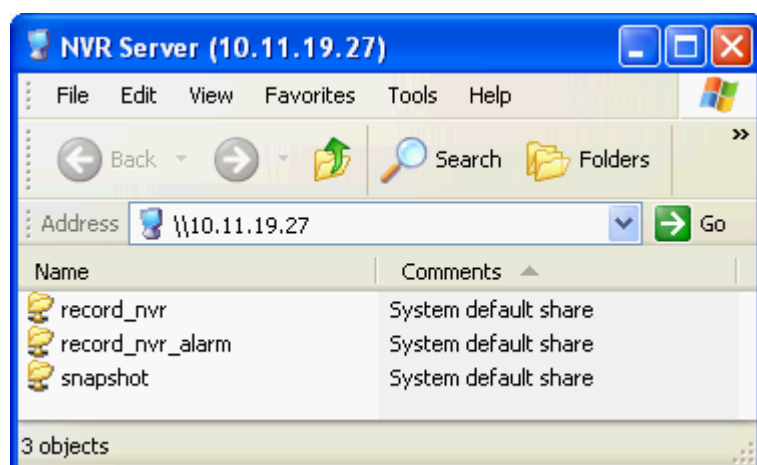 NVR Server (10.11.19.27)
File Edit View Favorites Tools Help
Back Search Folders »
Address \\10.11.19.27 Go
Name Comments
record_nvr System default share
record_nvr_alarm System default share
snapshot System default share
3 objects